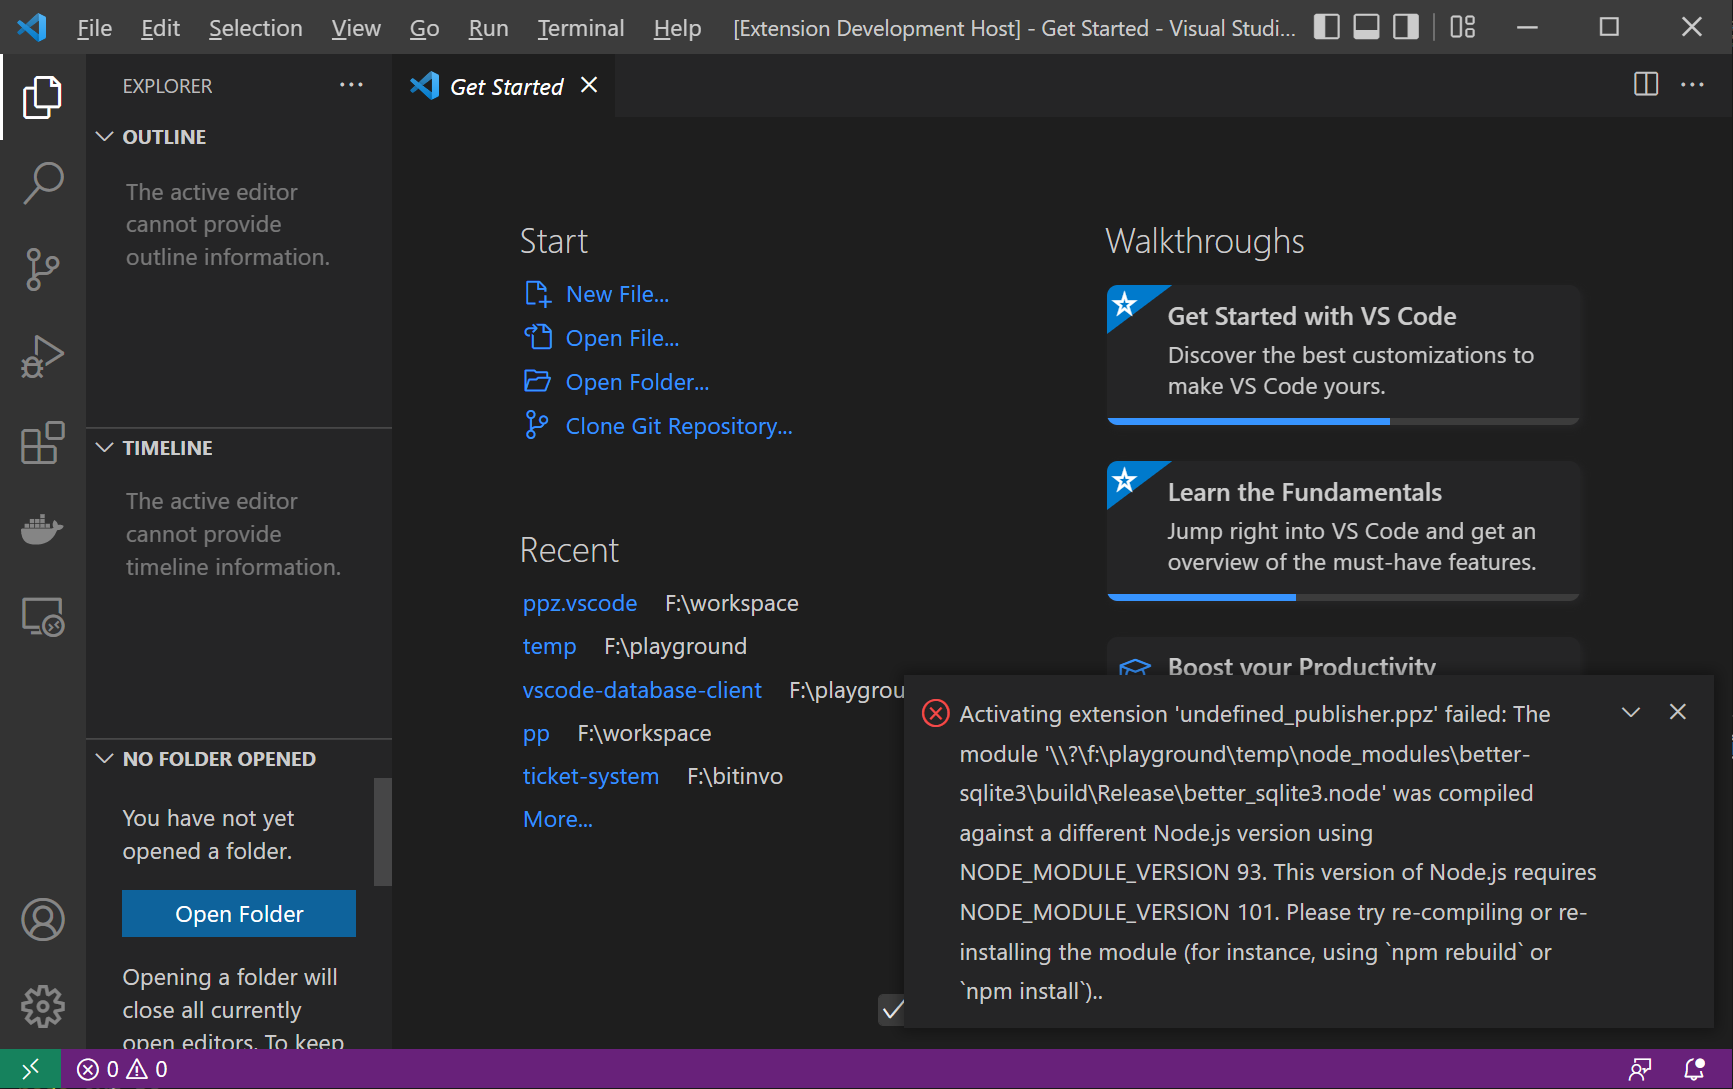 File Edit Selection View Go Run Terminal Help [Extension Development Host] - Get Started - Visual Studi...
EXPLORER
Get Started
OUTLINE
The active editor
cannot provide
outline information.
TIMELINE
The active editor
cannot provide
timeline information.
NO FOLDER OPENED
You have not yet
opened a folder.
Open Folder
Opening a folder will
close all currently
open editors. To keep
Start
New File...
Open File...
Open Folder...
Clone Git Repository...
Recent
ppz.vscode F:\workspace
temp F:\playground
vscode-database-client F:\playgrou
pp F:\workspace
ticket-system F:\bitinvo
More...
Walkthroughs
Get Started with VS Code
Discover the best customizations to
make VS Code yours.
Learn the Fundamentals
Jump right into VS Code and get an
overview of the must-have features.
Boost your Productivity
Activating extension 'undefined_publisher.ppz' failed: The
module '\\?\f:\playground\temp\node_modules\better-
sqlite3\build\Release\better_sqlite3.node' was compiled
against a different Node.js version using
NODE_MODULE_VERSION 93. This version of Node.js requires
NODE_MODULE_VERSION 101. Please try re-compiling or re-
installing the module (for instance, using `npm rebuild` or
`npm install`)..
0 0